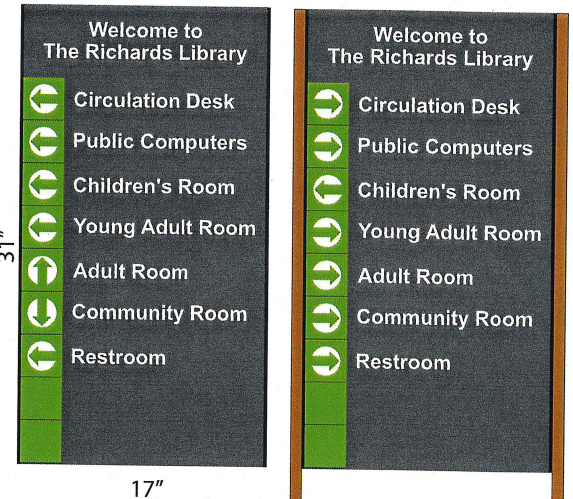 Welcome to
The Richards Library
Circulation Desk
Public Computers
Children's Room
Young Adult Room
Adult Room
Community Room
Restroom
31"
17"
Welcome to
The Richards Library
Circulation Desk
Public Computers
Children's Room
Young Adult Room
Adult Room
Community Room
Restroom